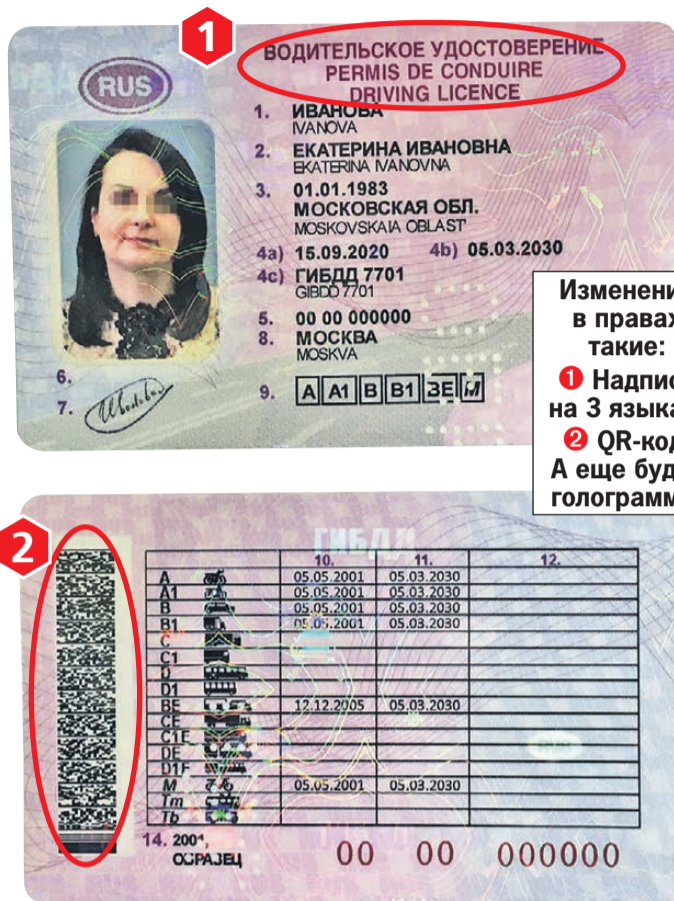 1
ВОДИТЕЛЬСКОЕ УДОСТОВЕРЕНИЕ
PERMIS DE CONDUIRE
DRIVING LICENCE
RUS
1. ИВАНОВА
IVANOVA
2. ЕКАТЕРИНА ИВАНОВНА
EKATERINA IVANOVNA
3. 01.01.1983
МОСКОВСКАЯ ОБЛ.
MOSKOVSKAIA OBLAST'
4a) 15.09.2020 4b) 05.03.2030
4c) ГИБДД 7701
GIBDD 7701
5. 00 00 000000
8. МОСКВА
MOSKVA
6.
7.
9. A A1 B B1 BE M
Изменени
в правах
такие:
1 Надпис
на 3 языка
2 QR-код
А еще буд
голограмм
2
ГИБДД
10. 11. 12.
A 05.05.2001 05.03.2030
A1 05.05.2001 05.03.2030
B 05.05.2001 05.03.2030
B1 05.05.2001 05.03.2030
C
C1
D
D1
BE 12.12.2005 05.03.2030
CE
C1E
DE
D1E
M 05.05.2001 05.03.2030
Tm
Tb
14.
ОБРАЗЕЦ
00 00 000000